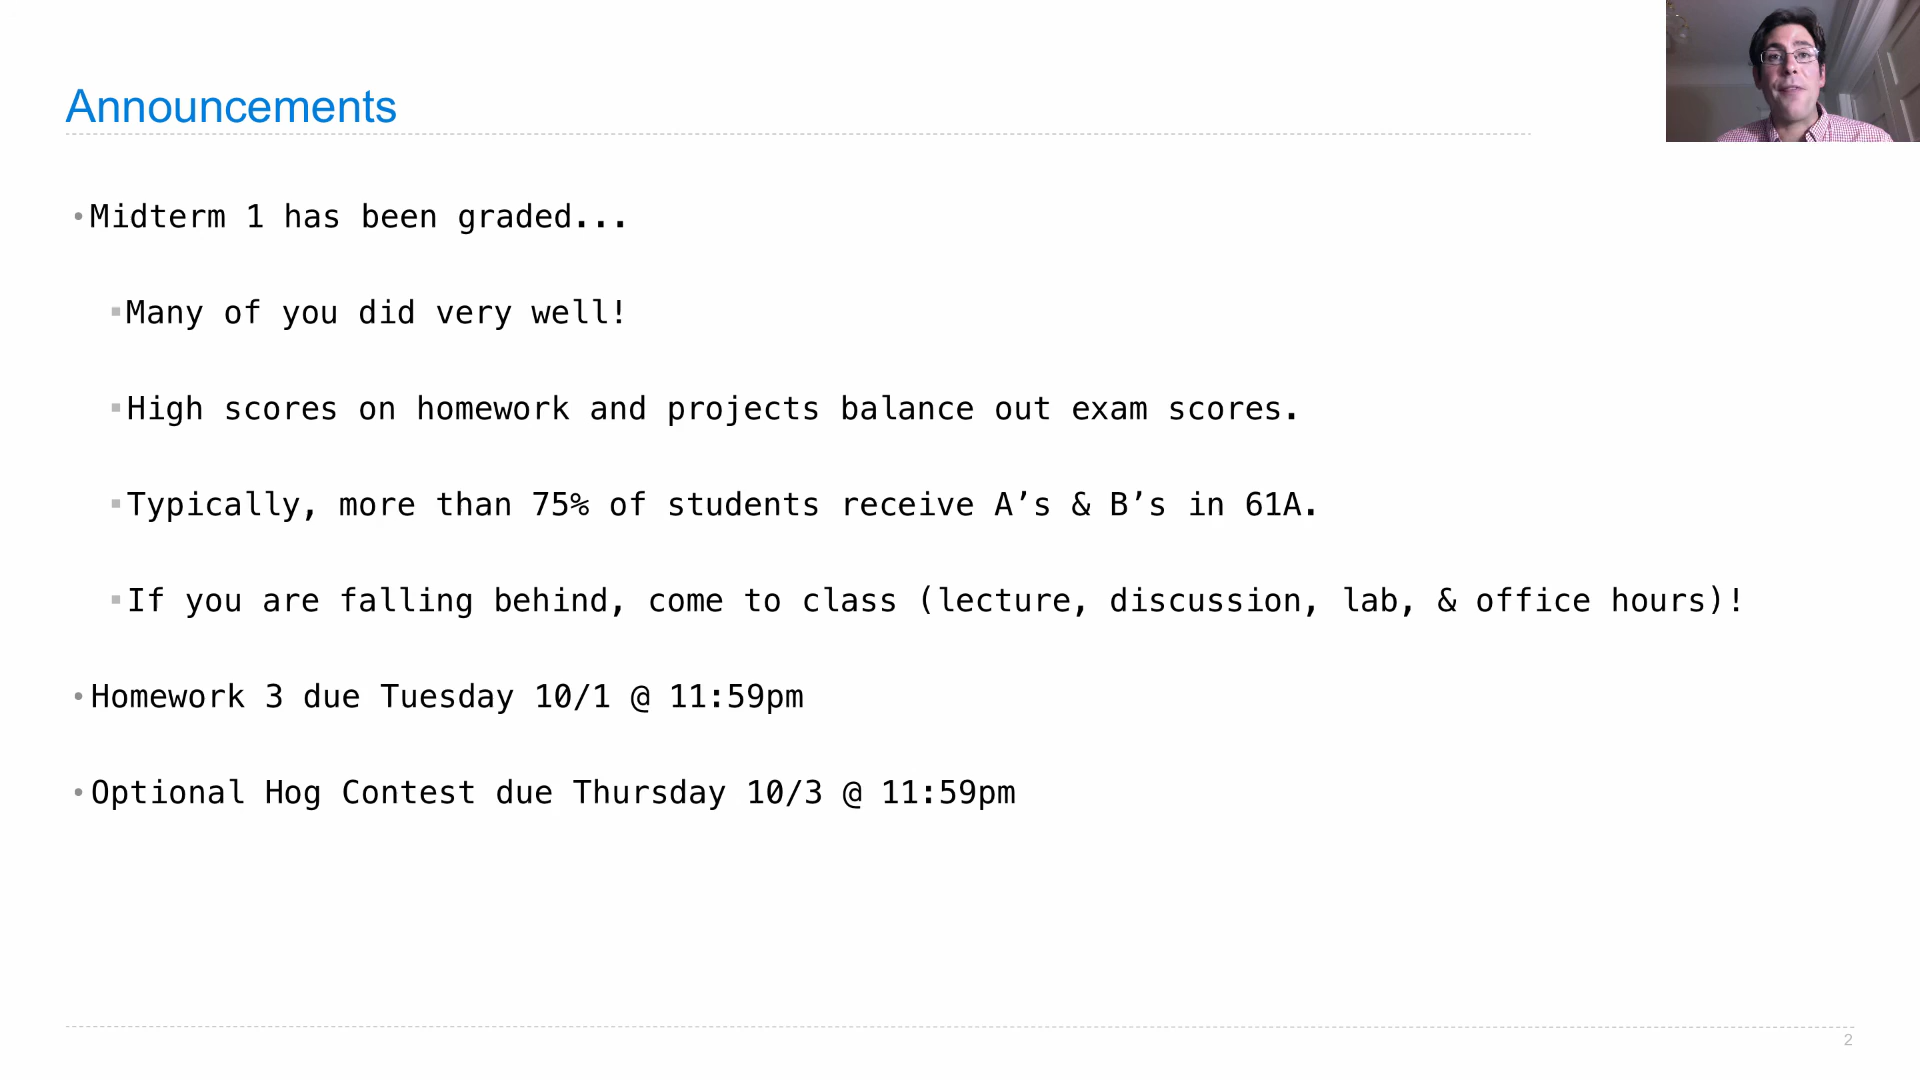 Announcements
•Midterm 1 has been graded...
▪Many of you did very well!
▪High scores on homework and projects balance out exam scores.
▪Typically, more than 75% of students receive A’s & B’s in 61A.
▪If you are falling behind, come to class (lecture, discussion, lab, & office hours)!
•Homework 3 due Tuesday 10/1 @ 11:59pm
•Optional Hog Contest due Thursday 10/3 @ 11:59pm
2